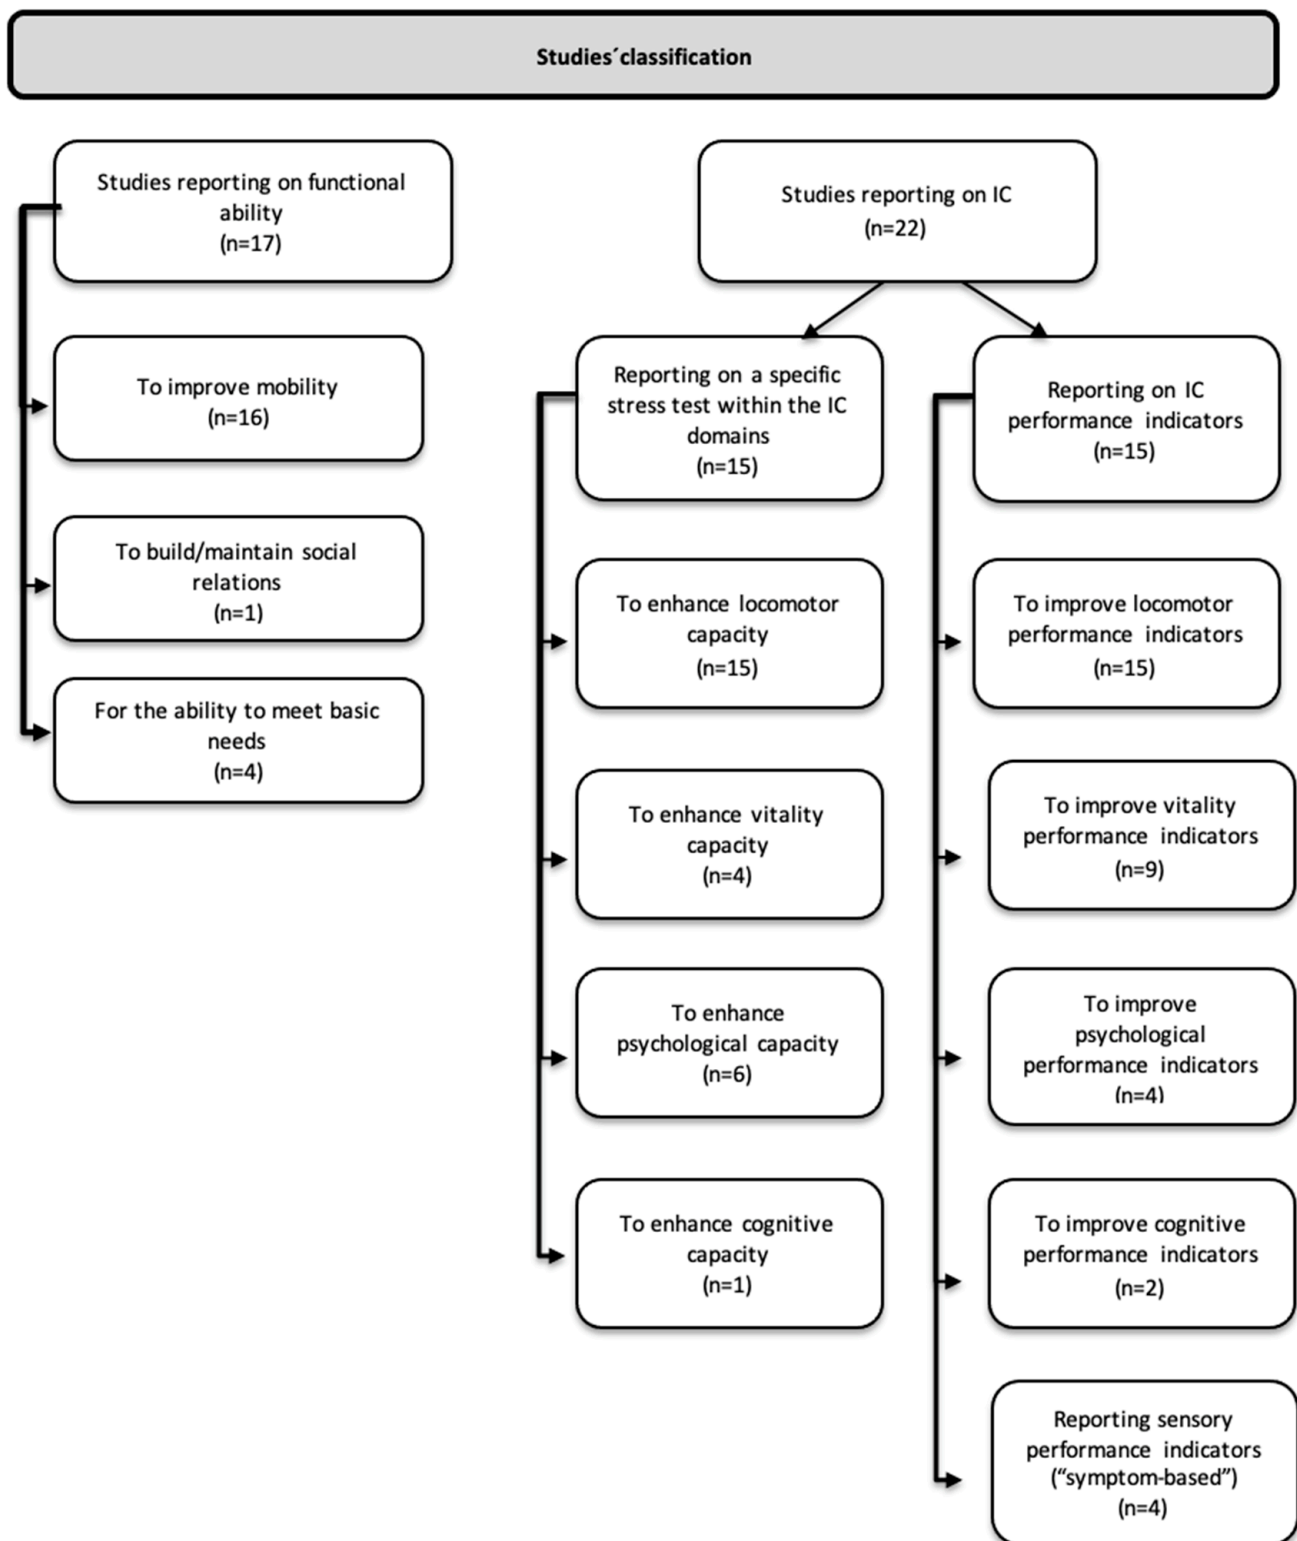 Studies´classification
Studies reporting on functional
ability
(n=17)
To improve mobility
(n=16)
To build/maintain social
relations
(n=1)
For the ability to meet basic
needs
(n=4)
Studies reporting on IC
(n=22)
Reporting on a specific
stress test within the IC
domains
(n=15)
To enhance locomotor
capacity
(n=15)
To enhance vitality
capacity
(n=4)
To enhance
psychological capacity
(n=6)
To enhance cognitive
capacity
(n=1)
Reporting on IC
performance indicators
(n=15)
To improve locomotor
performance indicators
(n=15)
To improve vitality
performance indicators
(n=9)
To improve
psychological
performance indicators
(n=4)
To improve cognitive
performance indicators
(n=2)
Reporting sensory
performance indicators
(“symptom-based”)
(n=4)